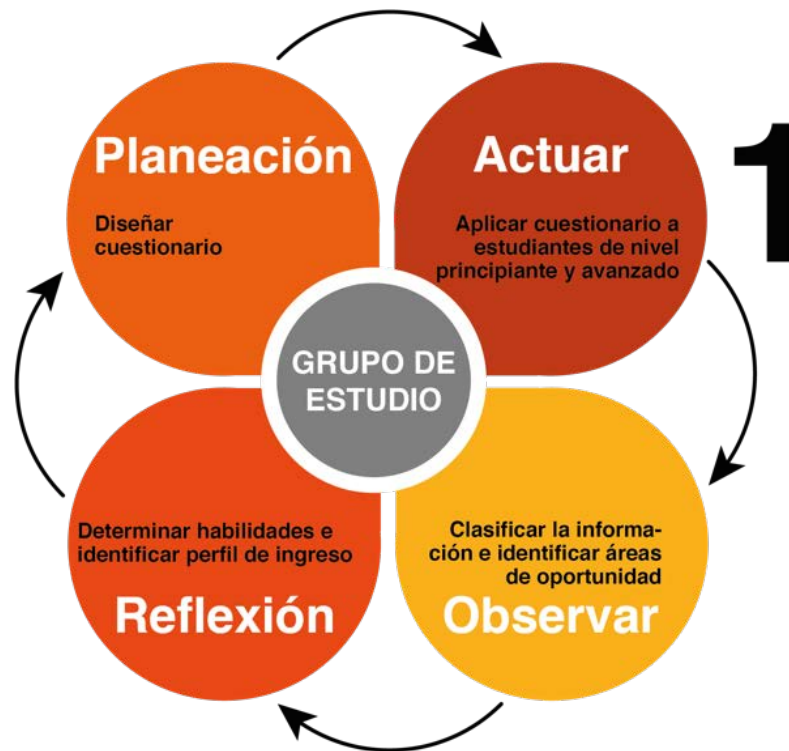 Planeación
Diseñar
cuestionario
Actuar
Aplicar cuestionario a
estudiantes de nivel
principiante y avanzado
1
GRUPO DE
ESTUDIO
Determinar habilidades e
identificar perfil de ingreso
Reflexión
Clasificar la informa-
ción e identificar áreas
de oportunidad
Observar